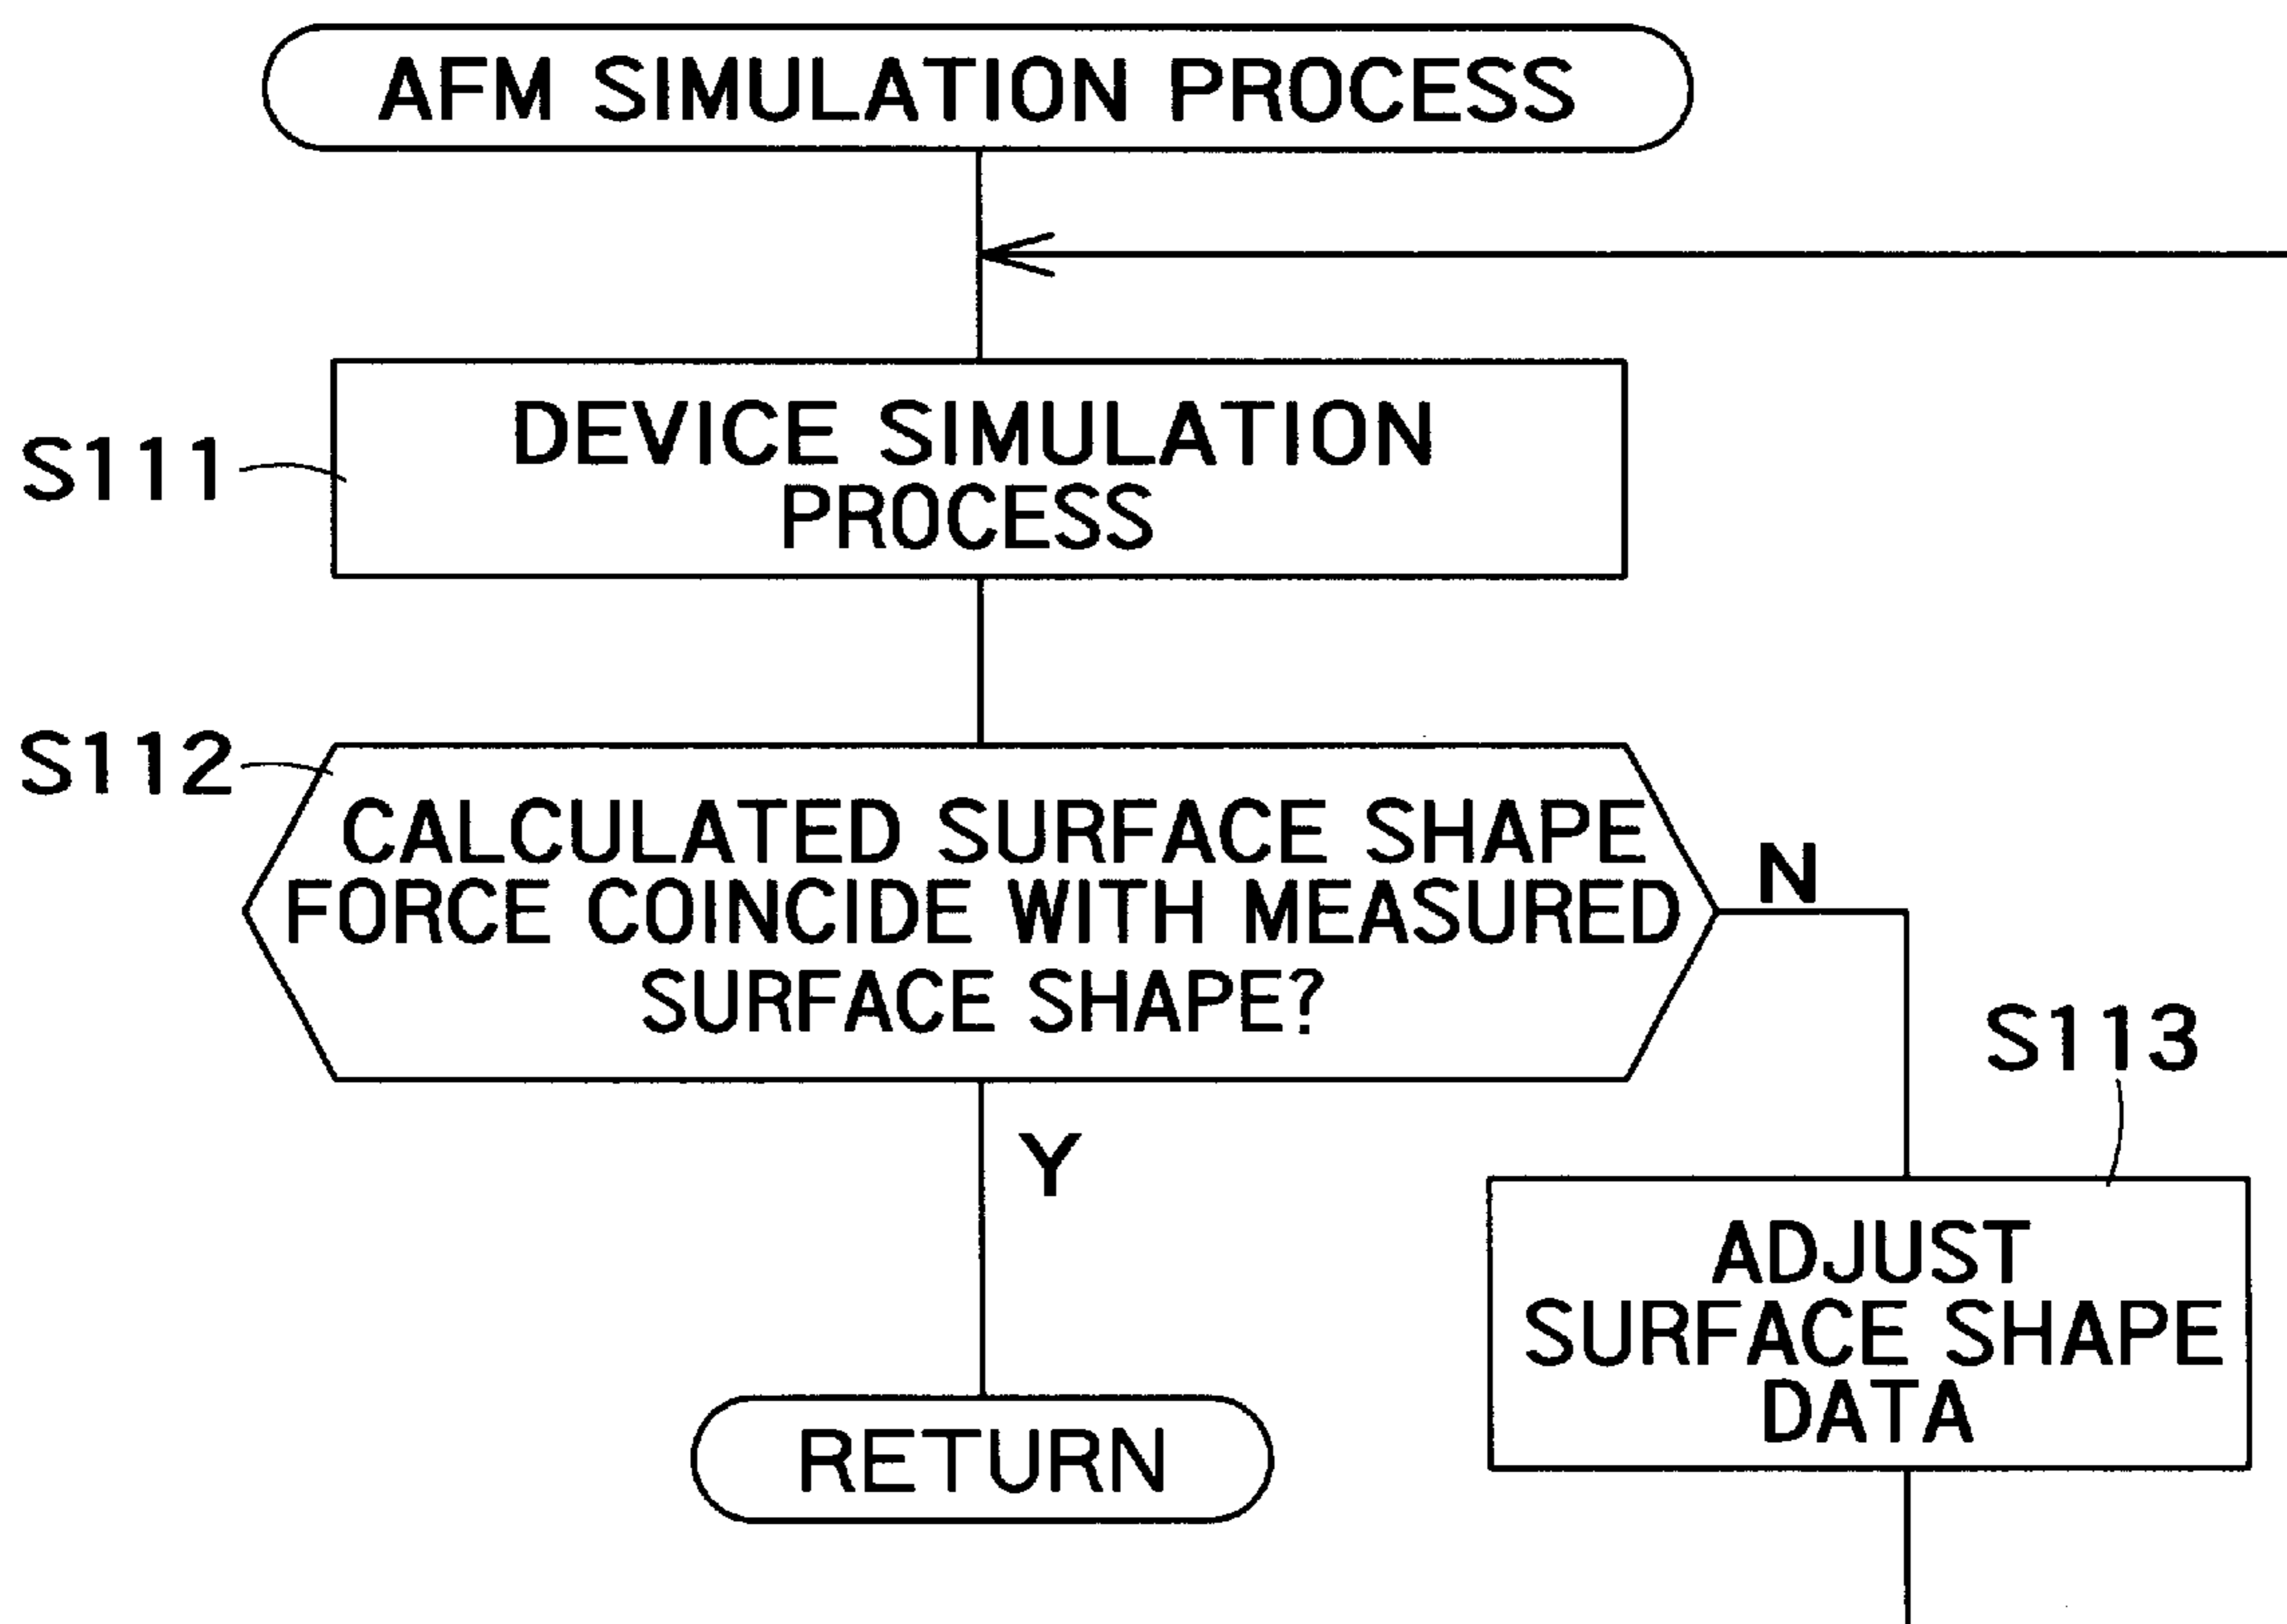 AFM SIMULATION PROCESS
S111
DEVICE SIMULATION
PROCESS
S112
CALCULATED SURFACE SHAPE
FORCE COINCIDE WITH MEASURED
SURFACE SHAPE?
N
S113
Y
ADJUST
SURFACE SHAPE
DATA
RETURN